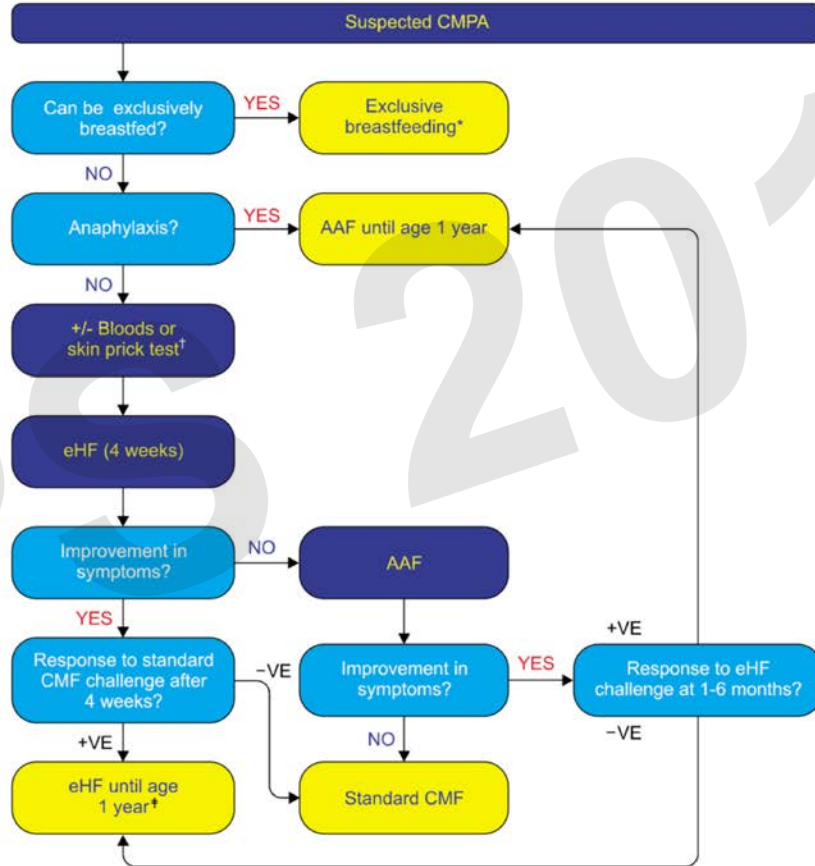 Suspected CMPA
Can be exclusively
breastfed?
YES
Exclusive
breastfeeding*
NO
Anaphylaxis?
YES
AAF until age 1 year
NO
+/- Bloods or
skin prick test†
eHF (4 weeks)
Improvement in
symptoms?
NO
AAF
YES
+VE
Response to standard
CMF challenge after
4 weeks?
−VE
Improvement in
symptoms?
YES
Response to eHF
challenge at 1-6 months?
+VE
NO
−VE
eHF until age
1 year‡
Standard CMF